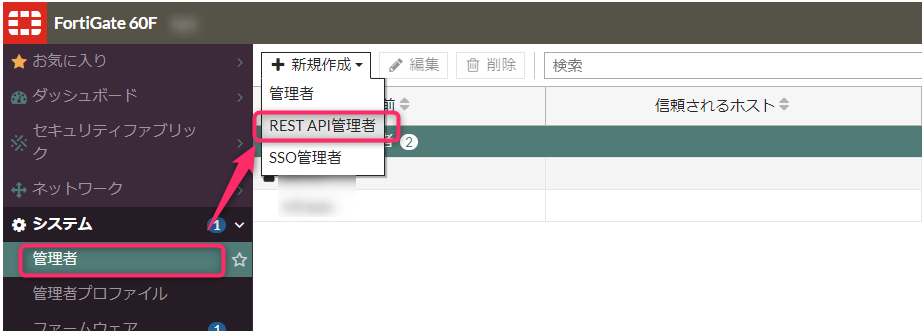 FortiGate 60F
お気に入り
ダッシュボード
セキュリティファブリック
ネットワーク
システム 1
管理者
管理者プロファイル
ファームウェア 1
新規作成 編集 削除 検索
管理者
REST API管理者
SSO管理者
前 信頼されるホスト
者 2